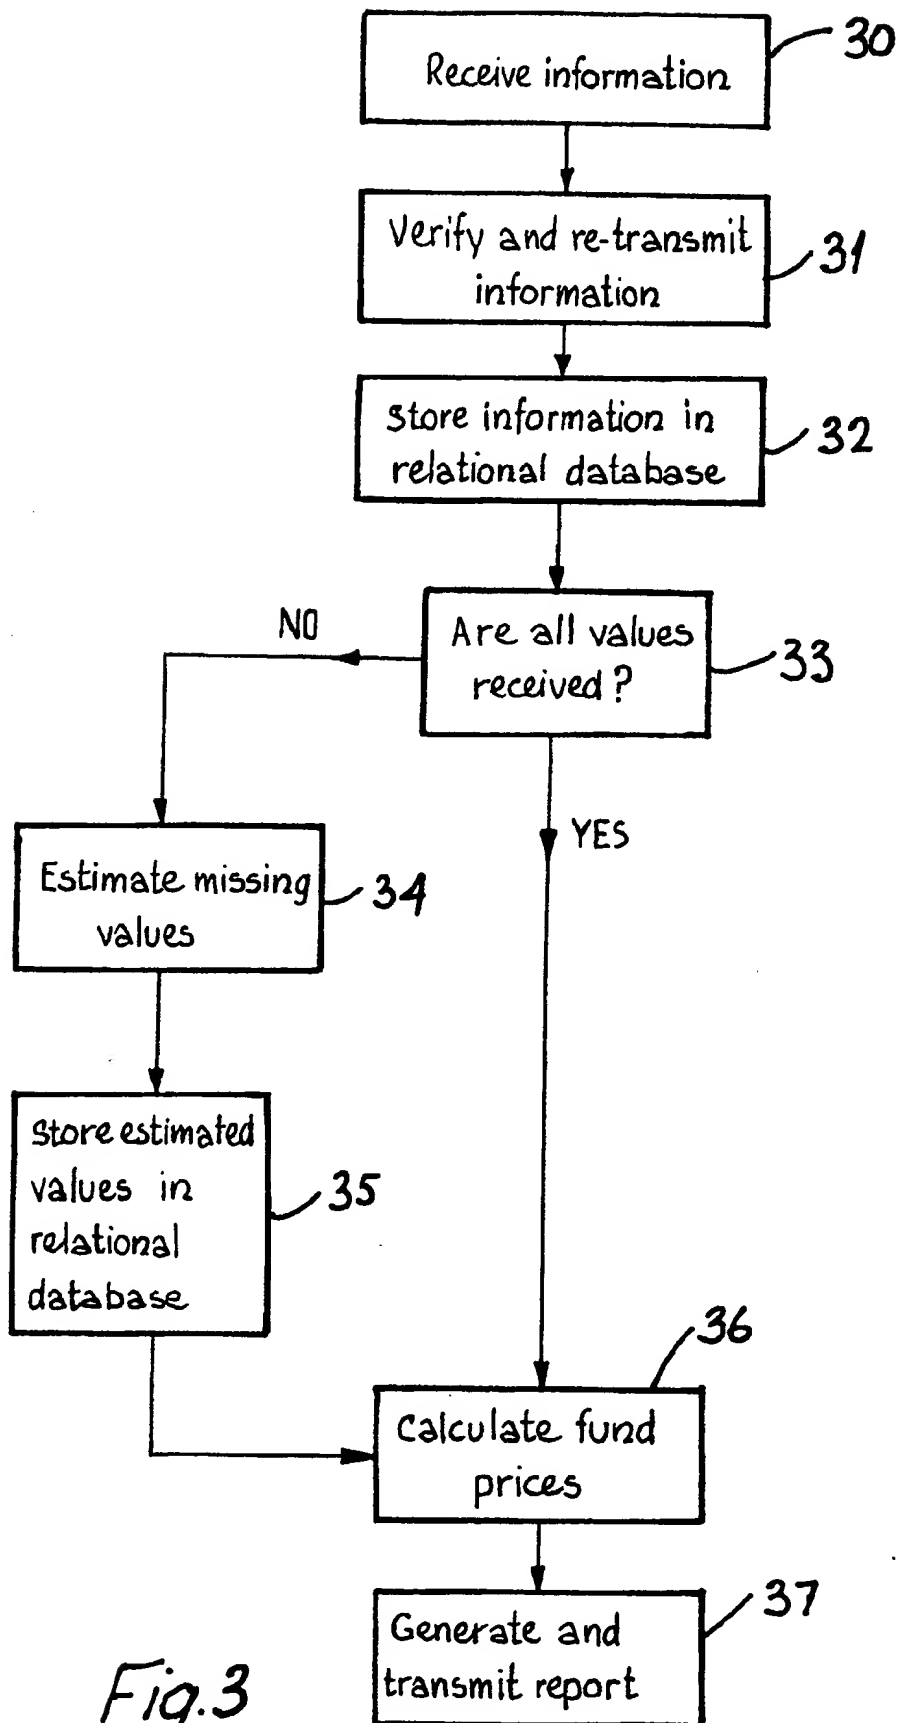 Receive information
30
Verify and re-transmit
information
31
Store information in
relational database
32
Are all values
received?
33
NO
YES
Estimate missing
values
34
Store estimated
values in
relational
database
35
36
Calculate fund
prices
37
Generate and
transmit report
Fig.3